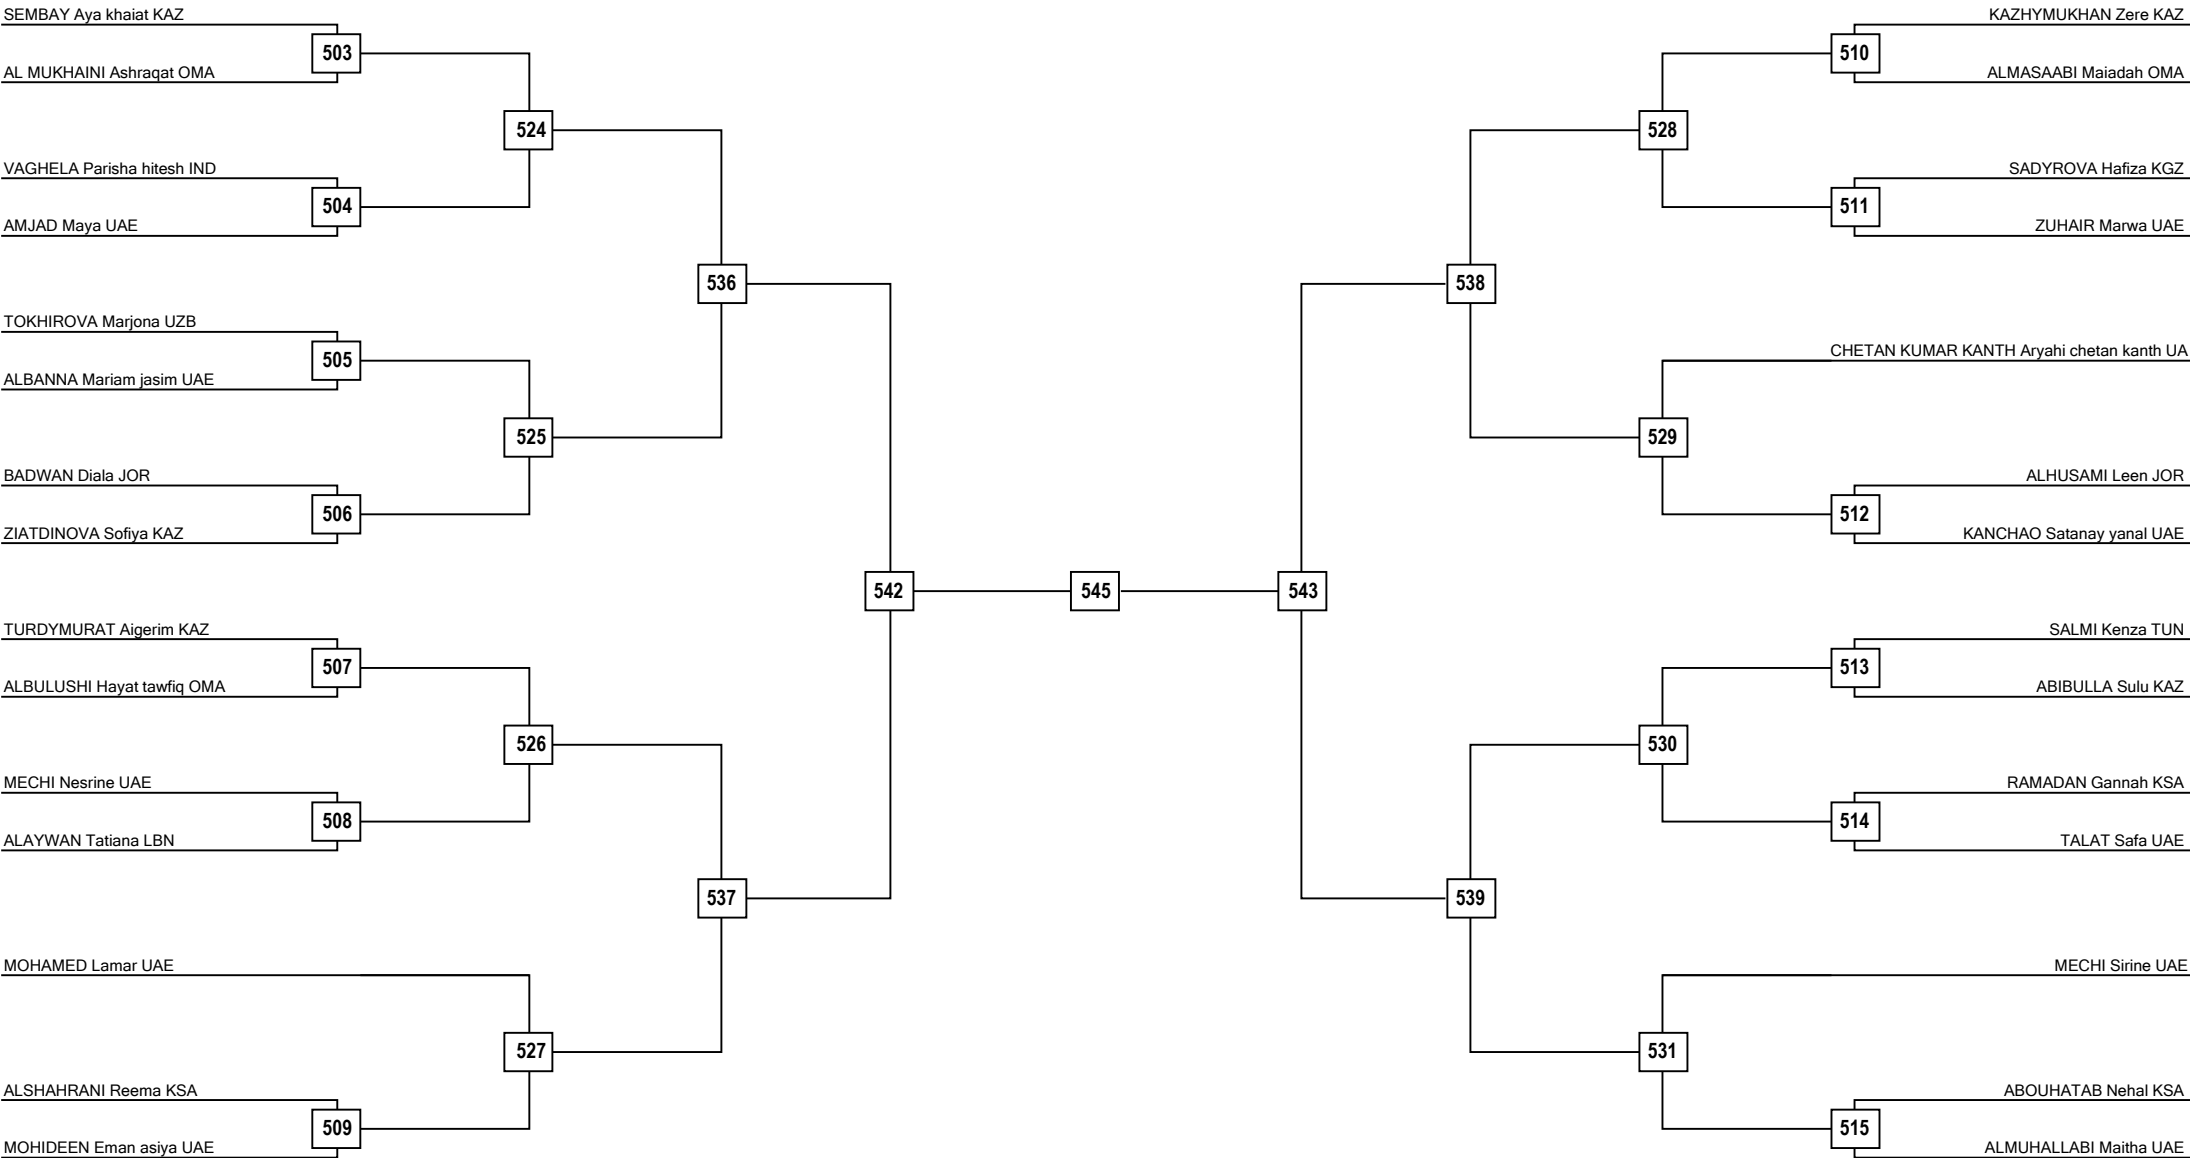 SEMBAY Aya khaiat KAZ
503
AL MUKHAINI Ashraqat OMA
524
VAGHELA Parisha hitesh IND
504
AMJAD Maya UAE
536
TOKHIROVA Marjona UZB
505
ALBANNA Mariam jasim UAE
525
BADWAN Diala JOR
506
ZIATDINOVA Sofiya KAZ
542
TURDYMURAT Aigerim KAZ
507
ALBULUSHI Hayat tawfiq OMA
526
MECHI Nesrine UAE
508
ALAYWAN Tatiana LBN
537
MOHAMED Lamar UAE
527
ALSHAHRANI Reema KSA
509
MOHIDEEN Eman asiya UAE
545
KAZHYMUKHAN Zere KAZ
510
ALMASAABI Maiadah OMA
528
SADYROVA Hafiza KGZ
511
ZUHAIR Marwa UAE
538
CHETAN KUMAR KANTH Aryahi chetan kanth UA
529
ALHUSAMI Leen JOR
512
KANCHAO Satanay yanal UAE
543
SALMI Kenza TUN
513
ABIBULLA Sulu KAZ
530
RAMADAN Gannah KSA
514
TALAT Safa UAE
539
MECHI Sirine UAE
531
ABOUHATAB Nehal KSA
515
ALMUHALLABI Maitha UAE